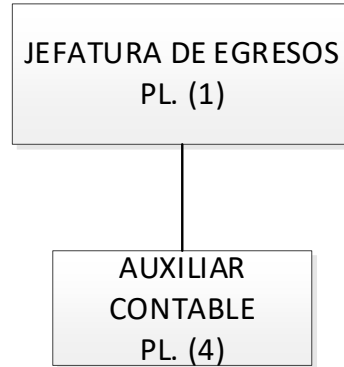 JEFATURA DE EGRESOS
PL. (1)
AUXILIAR
CONTABLE
PL. (4)